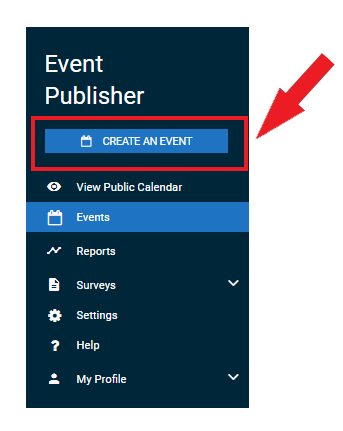 Event
Publisher
CREATE AN EVENT
View Public Calendar
Events
Reports
Surveys
Settings
Help
My Profile